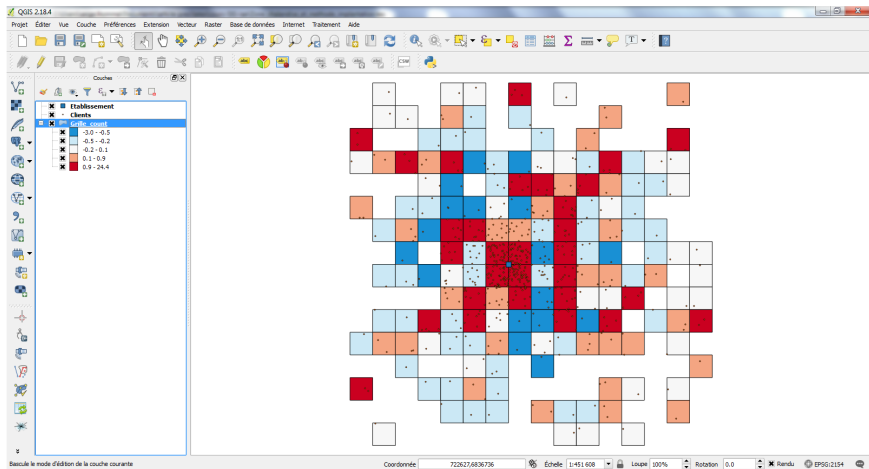 QGIS 2.18.4
Projet Éditer Vue Couche Préférences Extension Vecteur Raster Base de données Internet Traitement Aide
Couches
Etablissement
Clients
Grille_count
-3.0 - -0.5
-0.5 - -0.2
-0.2 - 0.1
0.1 - 0.9
0.9 - 24.4
Bascule le mode d'édition de la couche courante Coordonnée 722627,6836736 Échelle 1:451 608 Loupe 100% Rotation 0.0 Rendu EPSG:2154